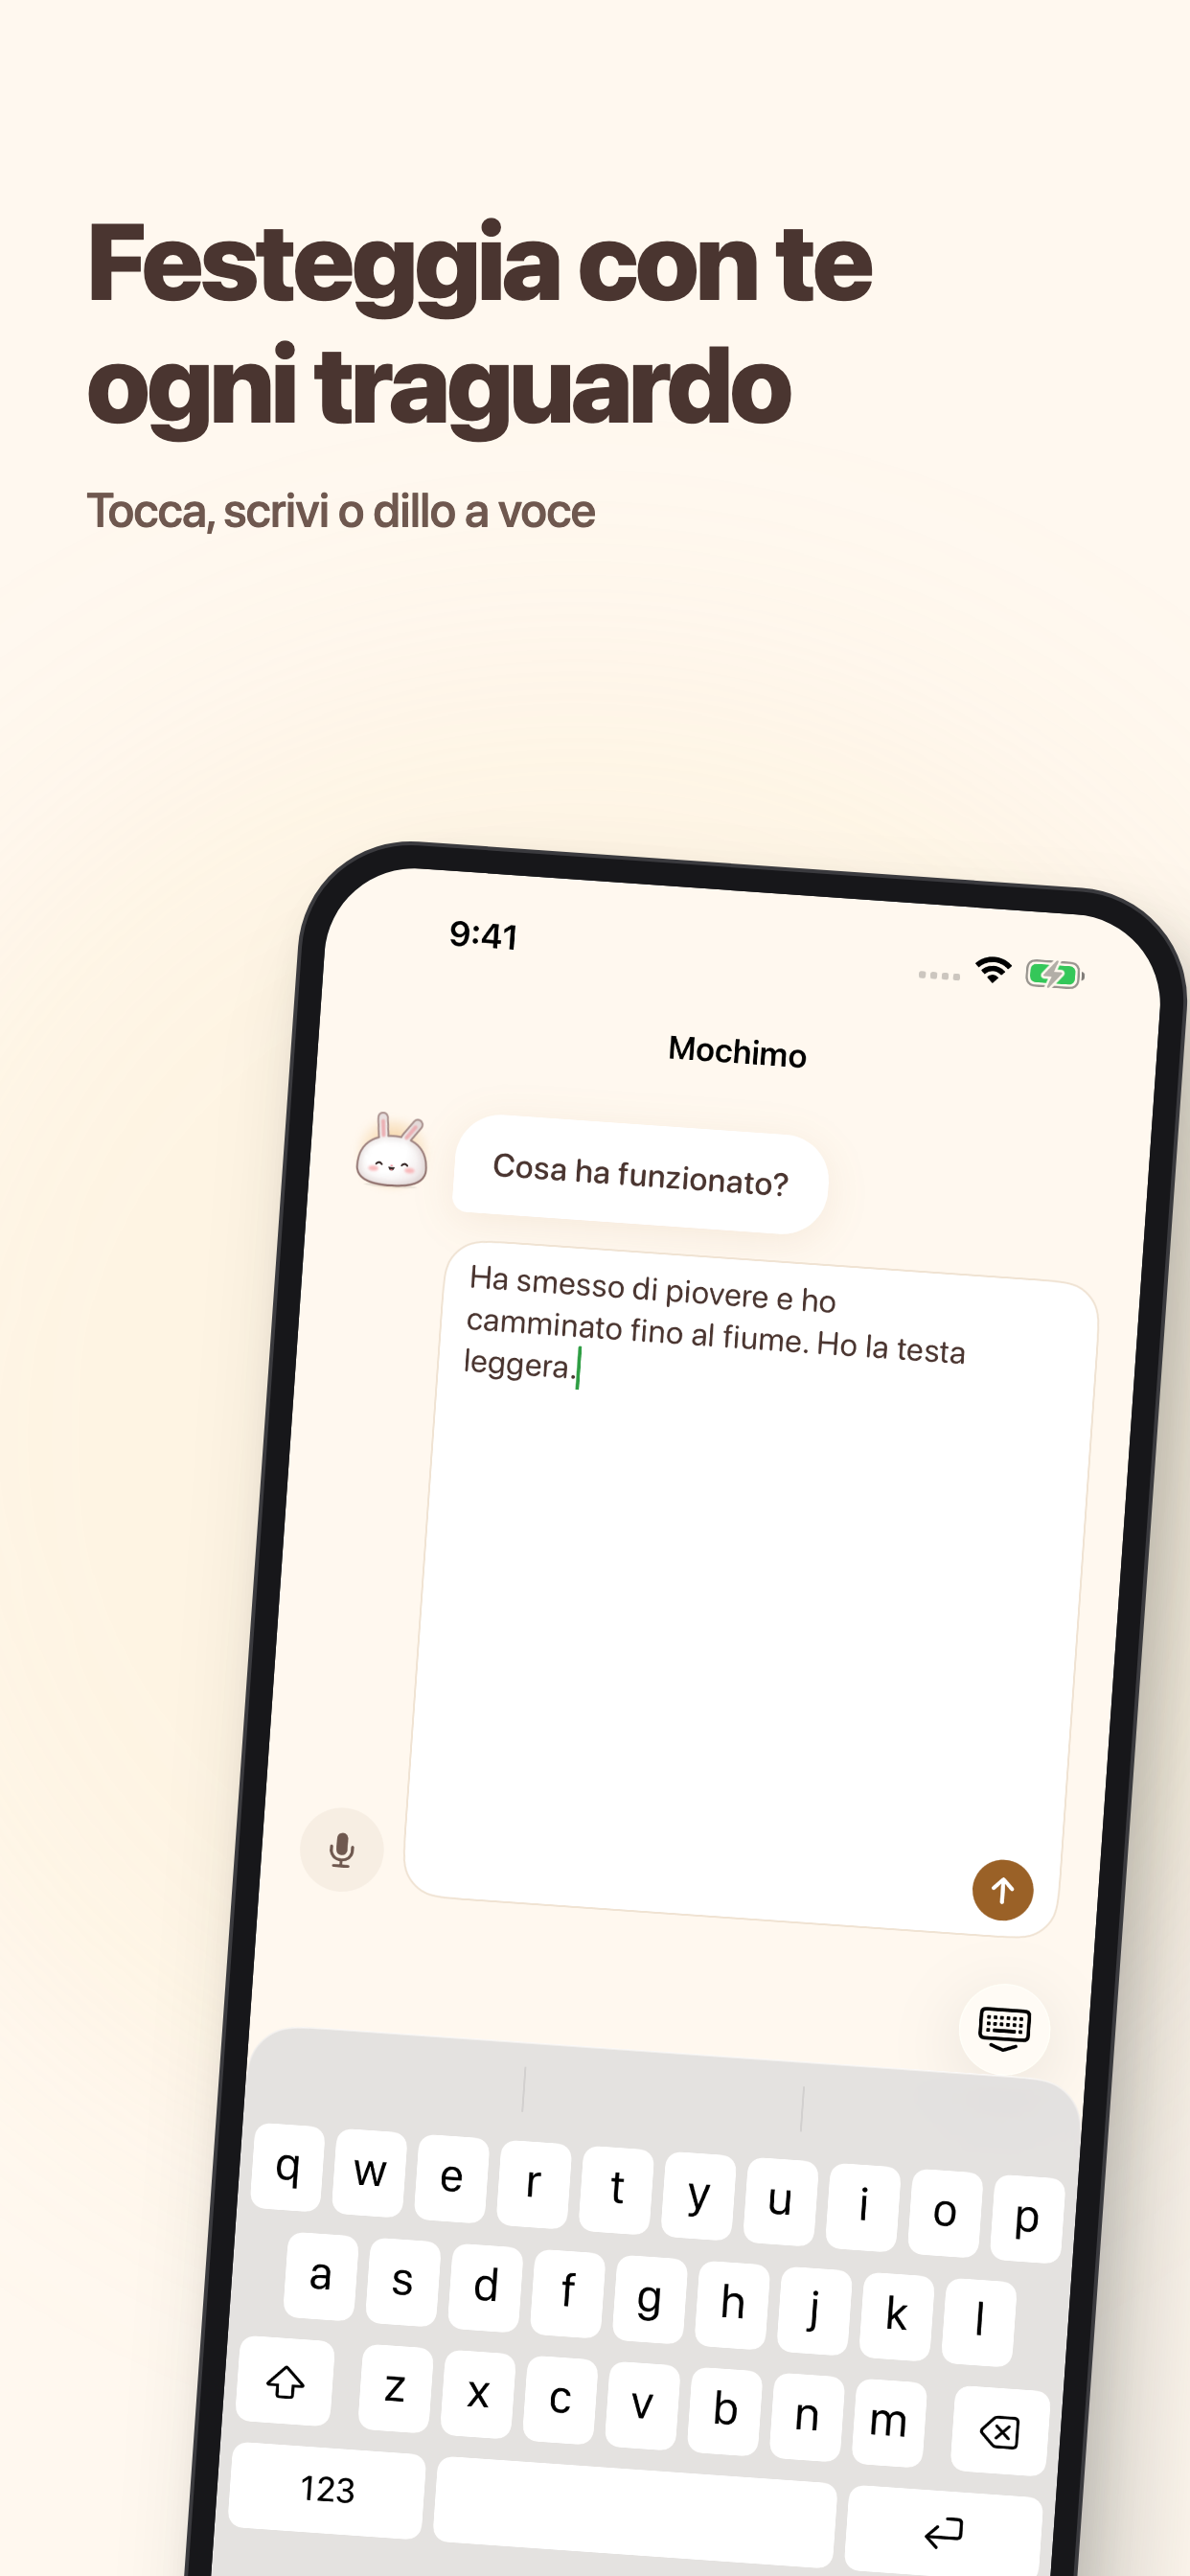 Festeggia con te
ogni traguardo
Tocca, scrivi o dillo a voce
9:41
Mochimo
Cosa ha funzionato?
Ha smesso di piovere e ho
camminato fino al fiume. Ho la testa
leggera.
q w e r t y u i o p
a s d f g h j k l
z x c v b n m
123